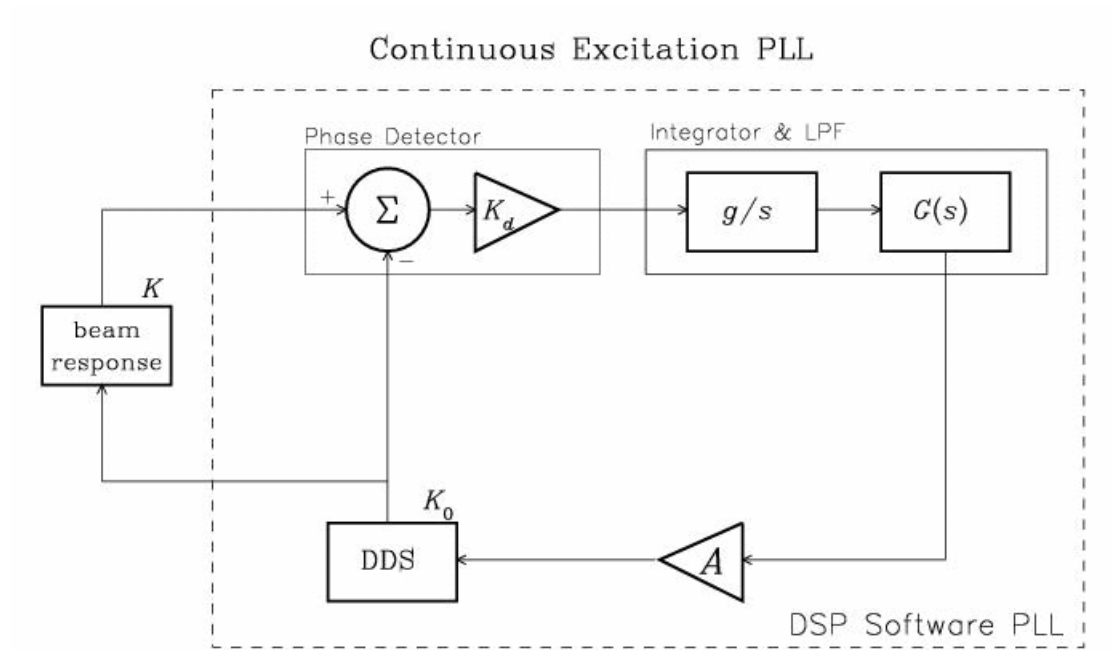 Continuous Excitation PLL
Phase Detector
Integrator & LPF
+
Σ
K_d
g/s
G(s)
−
K
beam
response
K_0
DDS
A
DSP Software PLL